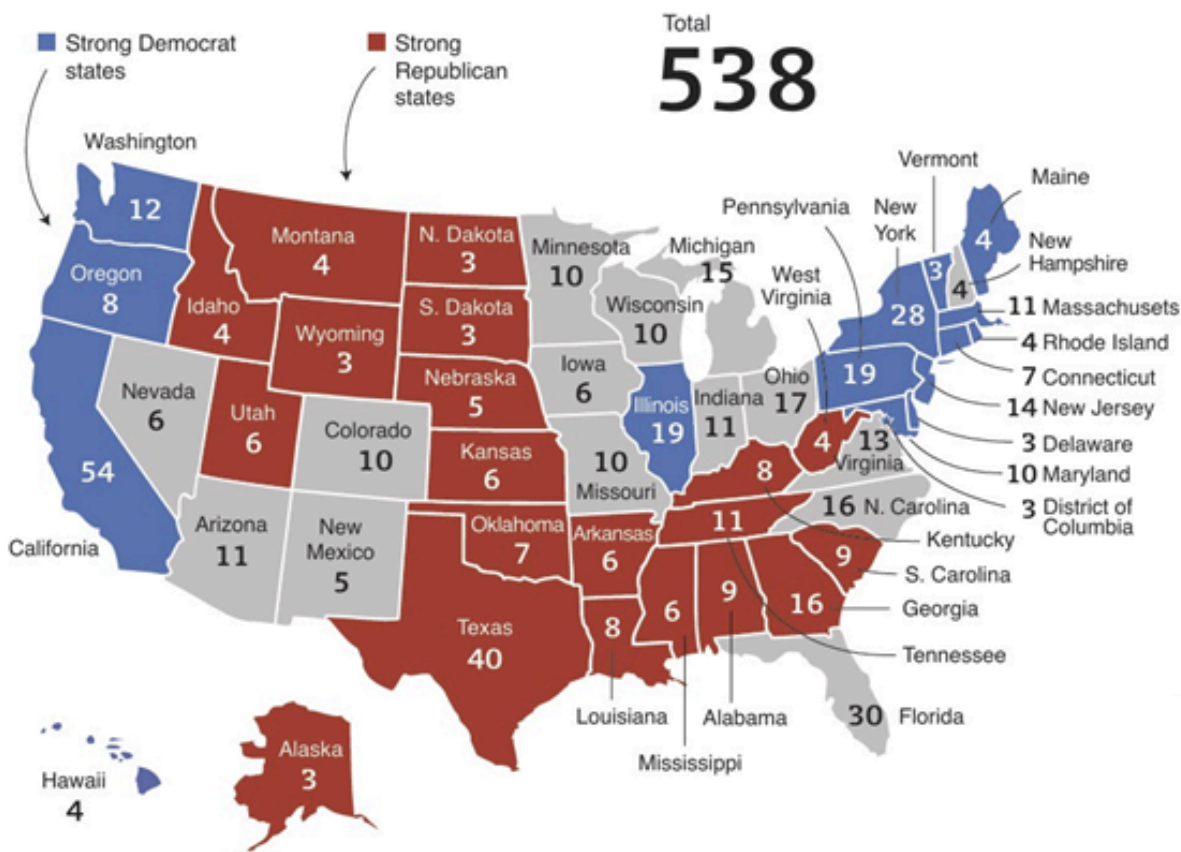 Strong Democrat
states
Strong
Republican
states
Total
538
Washington
12
Oregon
8
California
54
Nevada
6
Idaho
4
Montana
4
Wyoming
3
Utah
6
Colorado
10
Arizona
11
New
Mexico
5
N. Dakota
3
S. Dakota
3
Nebraska
5
Kansas
6
Oklahoma
7
Texas
40
Minnesota
10
Iowa
6
10
Missouri
Arkansas
6
8
Louisiana
Wisconsin
10
Michigan
15
Illinois
19
Indiana
11
Ohio
17
West
Virginia
4
8
Kentucky
11
Tennessee
6
Mississippi
9
Alabama
16
Georgia
9
S. Carolina
16 N. Carolina
13
Virginia
30 Florida
Pennsylvania
19
New
York
28
Vermont
3
Maine
4
New
Hampshire
4
11 Massachusets
4 Rhode Island
7 Connecticut
14 New Jersey
3 Delaware
10 Maryland
3 District of
Columbia
Hawaii
4
Alaska
3